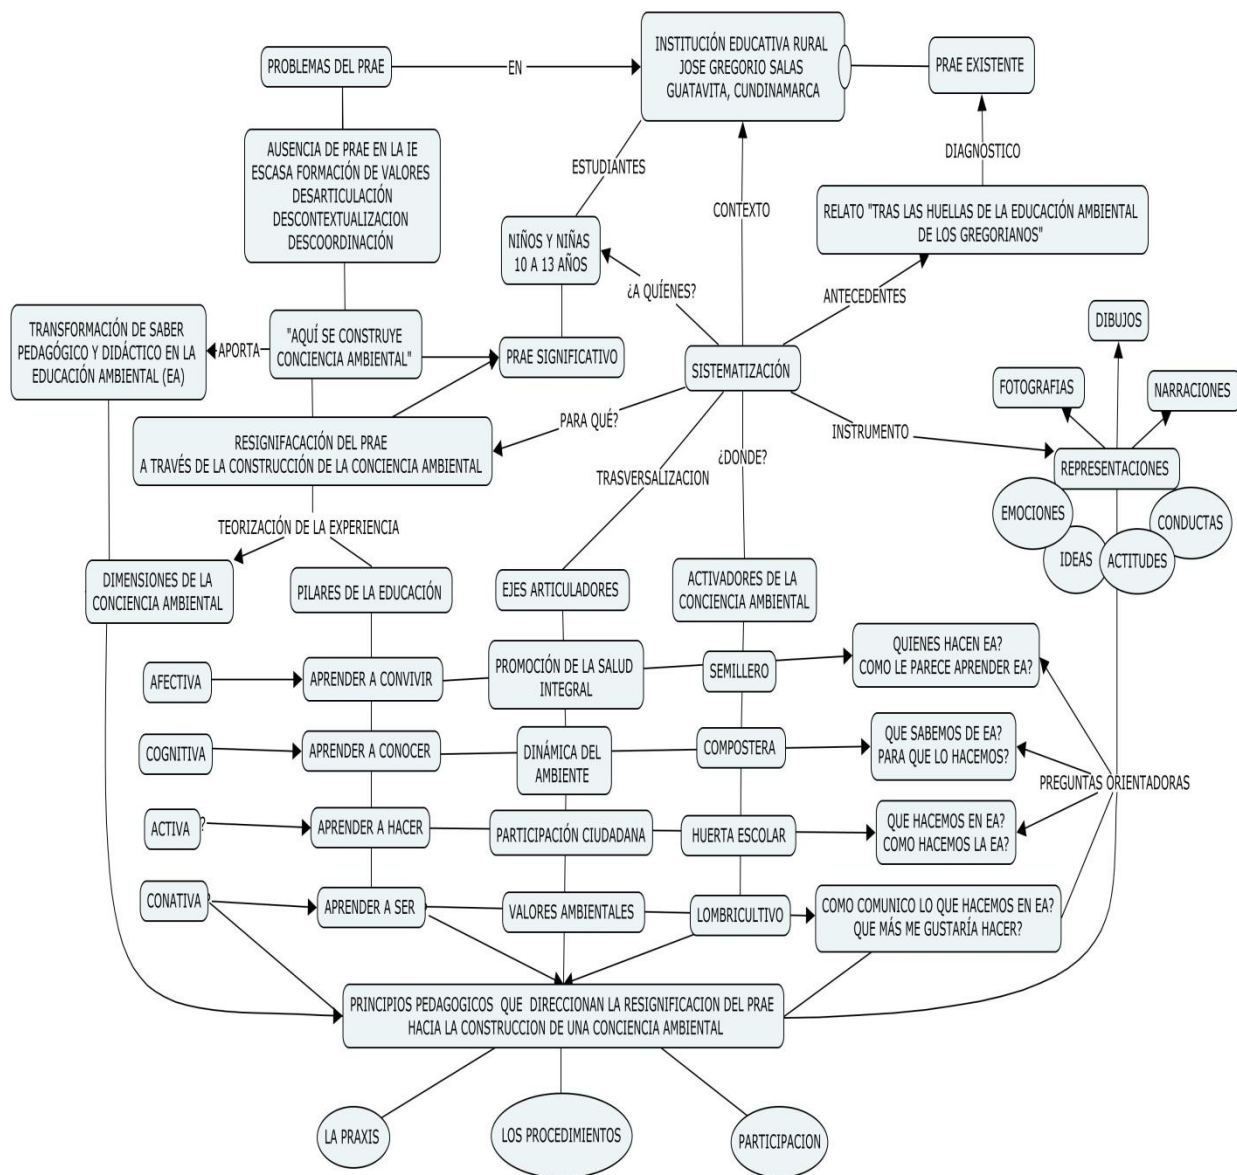 INSTITUCIÓN EDUCATIVA RURAL
JOSE GREGORIO SALAS
GUATAVITA, CUNDINAMARCA
PROBLEMAS DEL PRAE
EN
PRAE EXISTENTE
AUSENCIA DE PRAE EN LA IE
ESCASA FORMACIÓN DE VALORES
DESARTICULACIÓN
DESCONTEXTUALIZACION
DESCOORDINACIÓN
ESTUDIANTES
CONTEXTO
DIAGNOSTICO
RELATO "TRAS LAS HUELLAS DE LA EDUCACIÓN AMBIENTAL
DE LOS GREGORIANOS"
NIÑOS Y NIÑAS
10 A 13 AÑOS
¿A QUÍENES?
ANTECEDENTES
TRANSFORMACIÓN DE SABER
PEDAGÓGICO Y DIDÁCTICO EN LA
EDUCACIÓN AMBIENTAL (EA)
APORTA
"AQUÍ SE CONSTRUYE
CONCIENCIA AMBIENTAL"
PRAE SIGNIFICATIVO
SISTEMATIZACIÓN
DIBUJOS
FOTOGRAFIAS
NARRACIONES
RESIGNIFACACIÓN DEL PRAE
A TRAVÉS DE LA CONSTRUCCIÓN DE LA CONCIENCIA AMBIENTAL
PARA QUÉ?
INSTRUMENTO
¿DONDE?
TRASVERSALIZACION
REPRESENTACIONES
EMOCIONES
IDEAS
ACTITUDES
CONDUCTAS
TEORIZACIÓN DE LA EXPERIENCIA
DIMENSIONES DE LA
CONCIENCIA AMBIENTAL
PILARES DE LA EDUCACIÓN
EJES ARTICULADORES
ACTIVADORES DE LA
CONCIENCIA AMBIENTAL
AFECTIVA
APRENDER A CONVIVIR
PROMOCIÓN DE LA SALUD
INTEGRAL
SEMILLERO
QUIENES HACEN EA?
COMO LE PARECE APRENDER EA?
COGNITIVA
APRENDER A CONOCER
DINÁMICA DEL
AMBIENTE
COMPOSTERA
QUE SABEMOS DE EA?
PARA QUE LO HACEMOS?
PREGUNTAS ORIENTADORAS
ACTIVA ?
APRENDER A HACER
PARTICIPACIÓN CIUDADANA
HUERTA ESCOLAR
QUE HACEMOS EN EA?
COMO HACEMOS LA EA?
CONATIVA ?
APRENDER A SER
VALORES AMBIENTALES
LOMBRICULTIVO
COMO COMUNICO LO QUE HACEMOS EN EA?
QUE MÁS ME GUSTARÍA HACER?
PRINCIPIOS PEDAGOGICOS QUE DIRECCIONAN LA RESIGNIFICACION DEL PRAE
HACIA LA CONSTRUCCION DE UNA CONCIENCIA AMBIENTAL
LA PRAXIS
LOS PROCEDIMIENTOS
PARTICIPACION